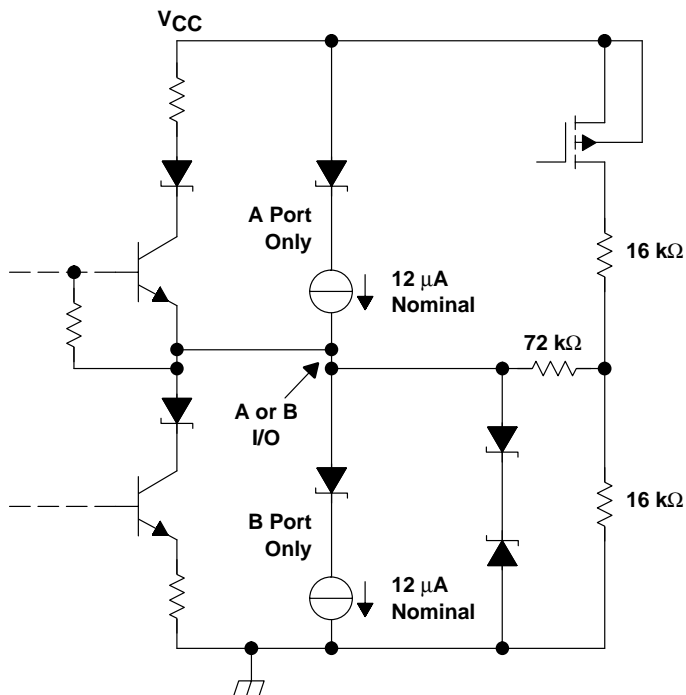 VCC
A Port
Only
12 μA
Nominal
16 kΩ
72 kΩ
A or B
I/O
B Port
Only
12 μA
Nominal
16 kΩ